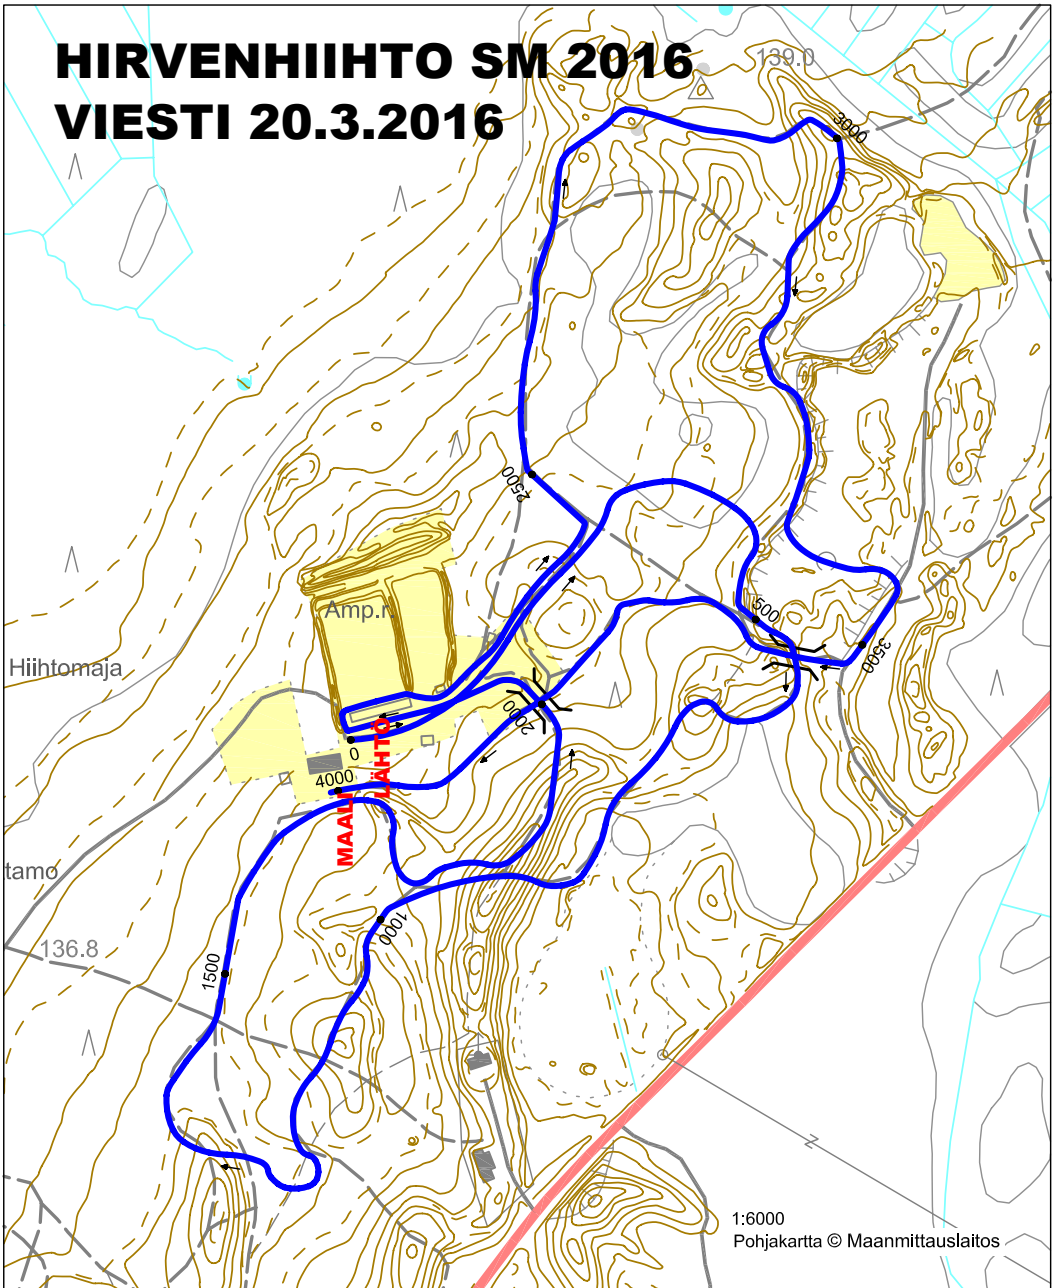 HIRVENHIIHTO SM 2016
VIESTI 20.3.2016
139.0
3000
2500
500
Amp.r
3500
Hiihtomaja
2000
0
LÄHTÖ
4000
MAALI
tamo
1000
136.8
1500
Z
1:6000
Pohjakartta © Maanmittauslaitos